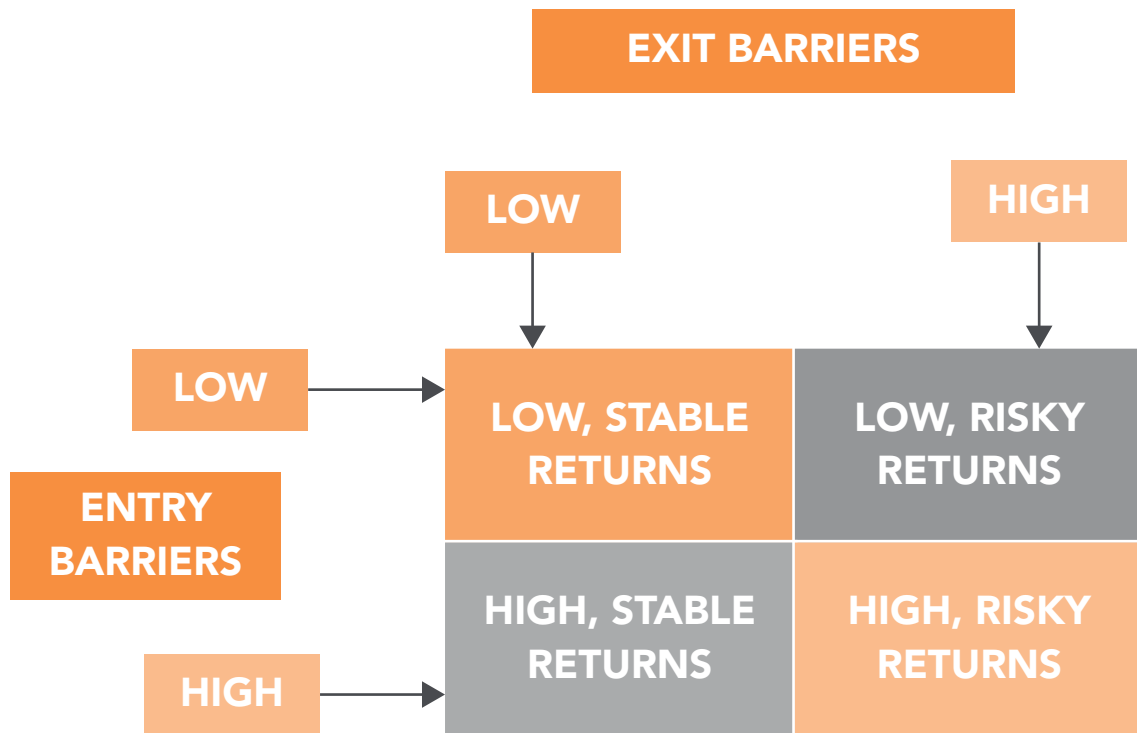 EXIT BARRIERS
LOW
HIGH
LOW
LOW, STABLE
RETURNS
LOW, RISKY
RETURNS
ENTRY
BARRIERS
HIGH, STABLE
RETURNS
HIGH, RISKY
RETURNS
HIGH